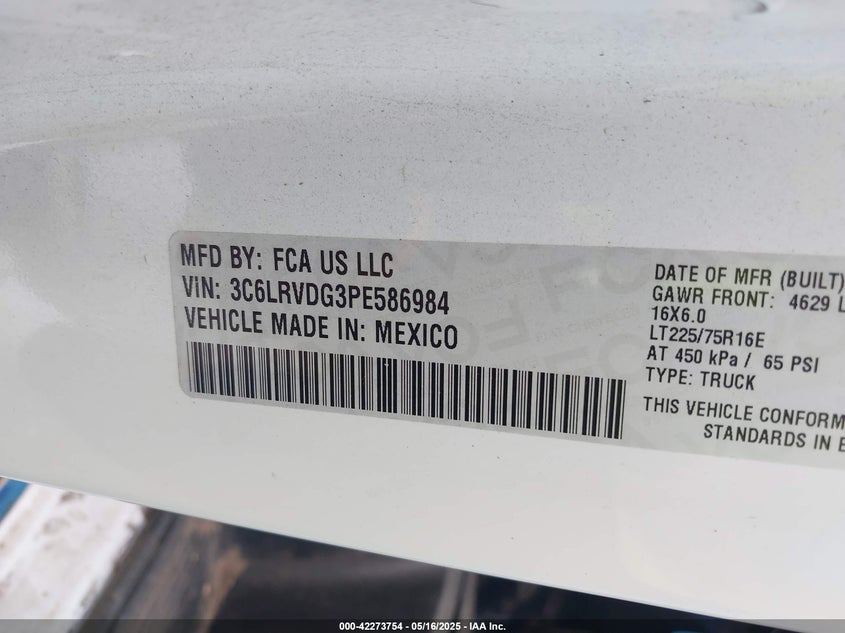 MFD BY: FCA US LLC
VIN: 3C6LRVDG3PE586984
VEHICLE MADE IN: MEXICO
DATE OF MFR (BUILT)
GAWR FRONT: 4629 L
16X6.0
LT225/75R16E
AT 450 kPa / 65 PSI
TYPE: TRUCK
THIS VEHICLE CONFORM
STANDARDS IN E
000-42273754 - 05/16/2025 - IAA Inc.